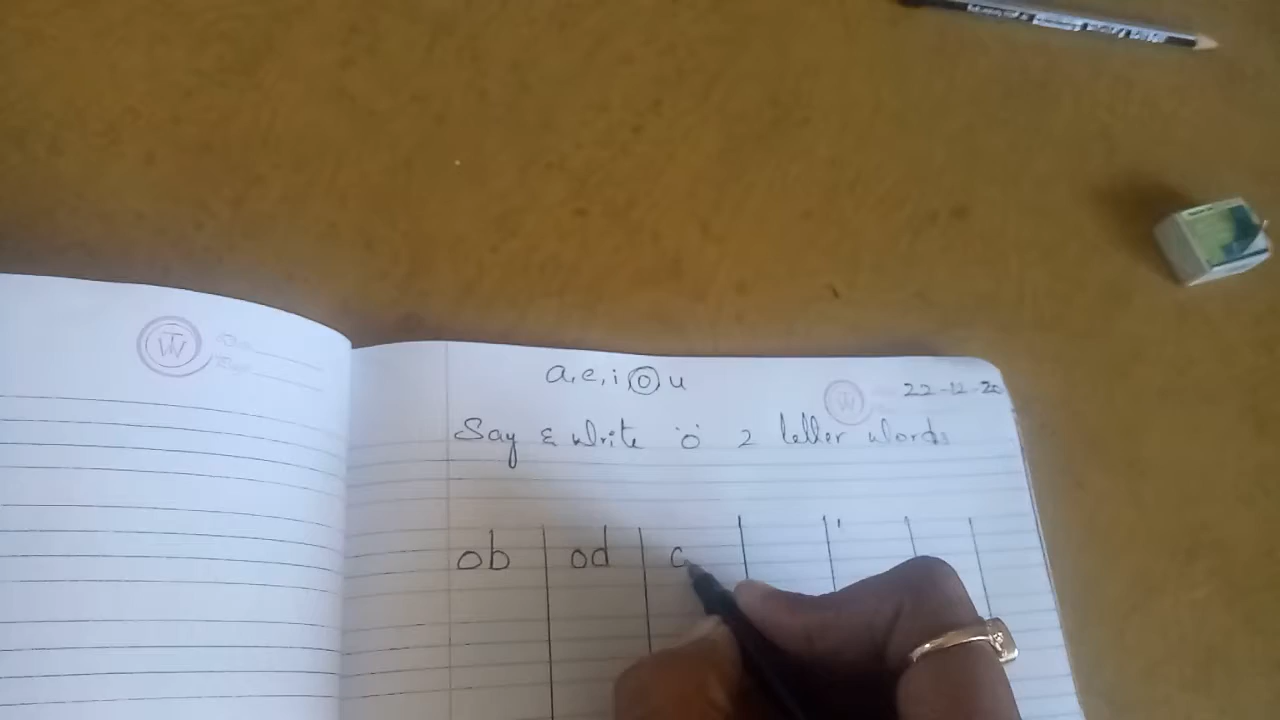 a, e, i, o u
22-12-20
Say & Write 'o' 2 letter words
ob od